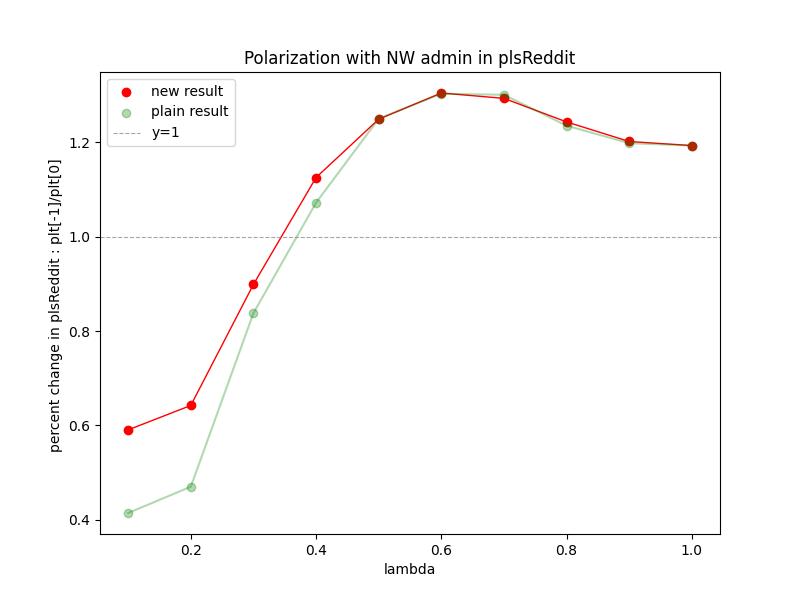 Polarization with NW admin in plsReddit
new result
plain result
y=1
percent change in plsReddit : plt[-1]/plt[0]
1.2
1.0
0.8
0.6
0.4
0.2
0.4
0.6
0.8
1.0
lambda